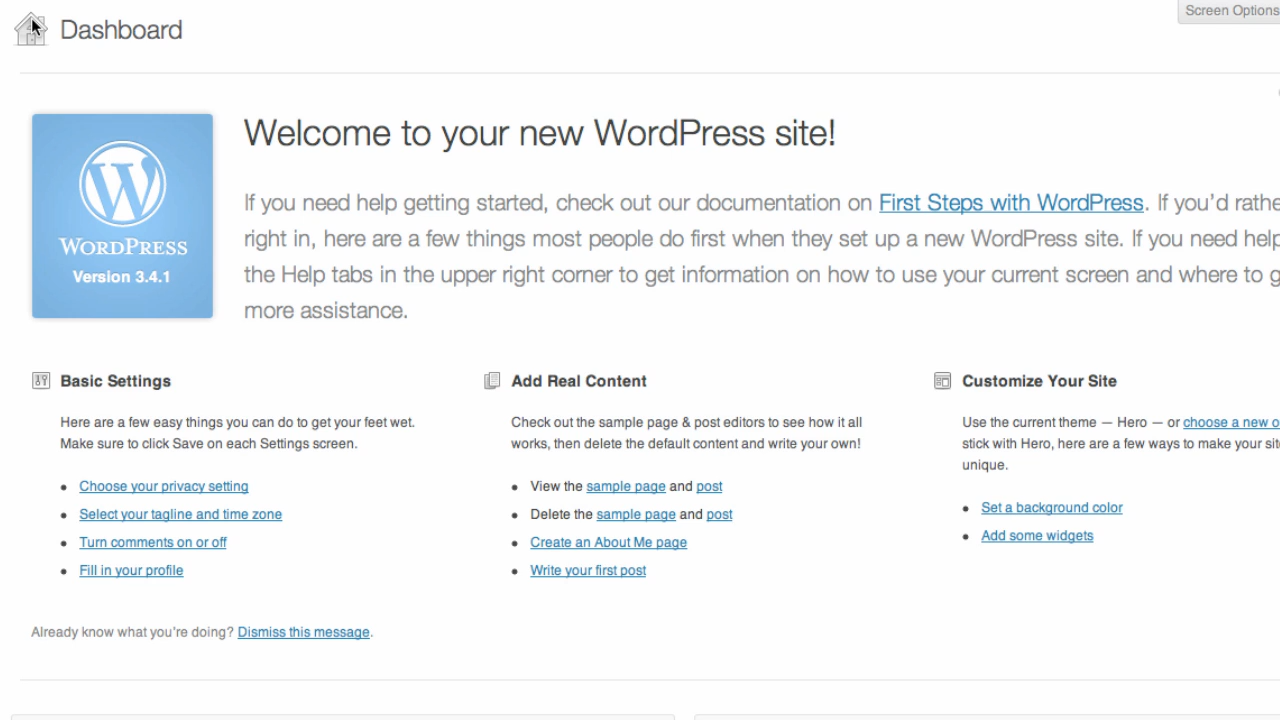 Dashboard
Screen Options
WORDPRESS
Version 3.4.1
Welcome to your new WordPress site!
If you need help getting started, check out our documentation on First Steps with WordPress. If you'd rathe
right in, here are a few things most people do first when they set up a new WordPress site. If you need help
the Help tabs in the upper right corner to get information on how to use your current screen and where to g
more assistance.
Basic Settings
Here are a few easy things you can do to get your feet wet.
Make sure to click Save on each Settings screen.
Choose your privacy setting
Select your tagline and time zone
Turn comments on or off
Fill in your profile
Add Real Content
Check out the sample page & post editors to see how it all
works, then delete the default content and write your own!
View the sample page and post
Delete the sample page and post
Create an About Me page
Write your first post
Customize Your Site
Use the current theme — Hero — or choose a new o
stick with Hero, here are a few ways to make your site
unique.
Set a background color
Add some widgets
Already know what you're doing? Dismiss this message.